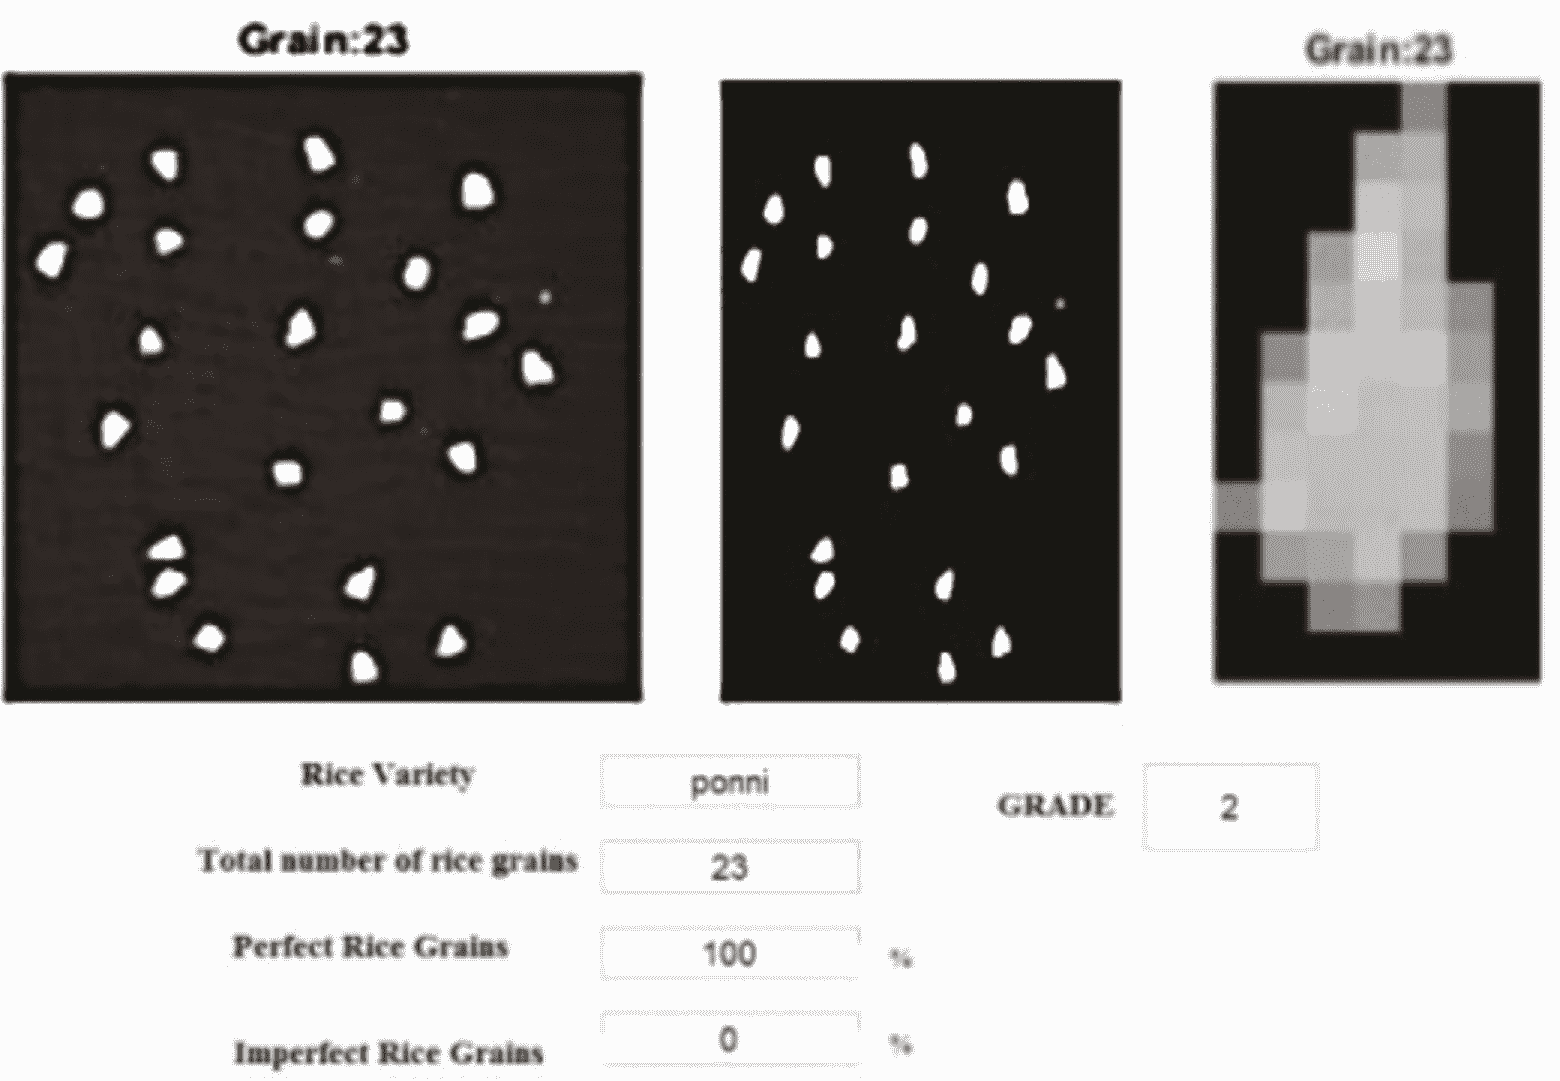 Grain:23
Grain:23
Rice Variety
ponni
GRADE
2
Total number of rice grains
23
Perfect Rice Grains
100
%
Imperfect Rice Grains
0
%